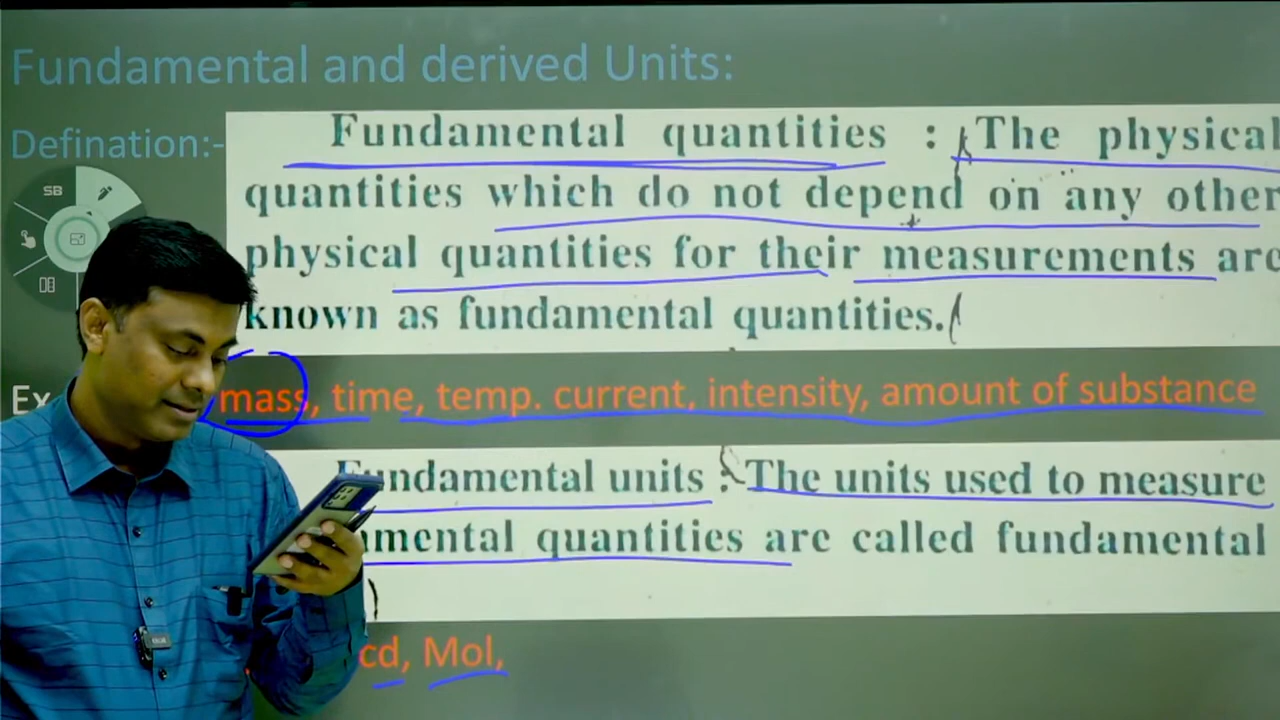 Fundamental and derived Units:
Defination:-
Fundamental quantities : The physical
quantities which do not depend on any other
physical quantities for their measurements are
known as fundamental quantities.
SB
Ex
mass, time, temp. current, intensity, amount of substance
Fundamental units : The units used to measure
mental quantities are called fundamental
cd, Mol,